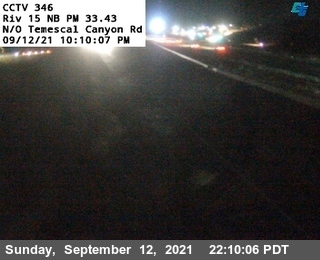 CCTV 346
Riv 15 NB PM 33.43
N/O Temescal Canyon Rd
09/12/21 10:10:07 PM
Sunday, September 12, 2021 22:10:06 PDT